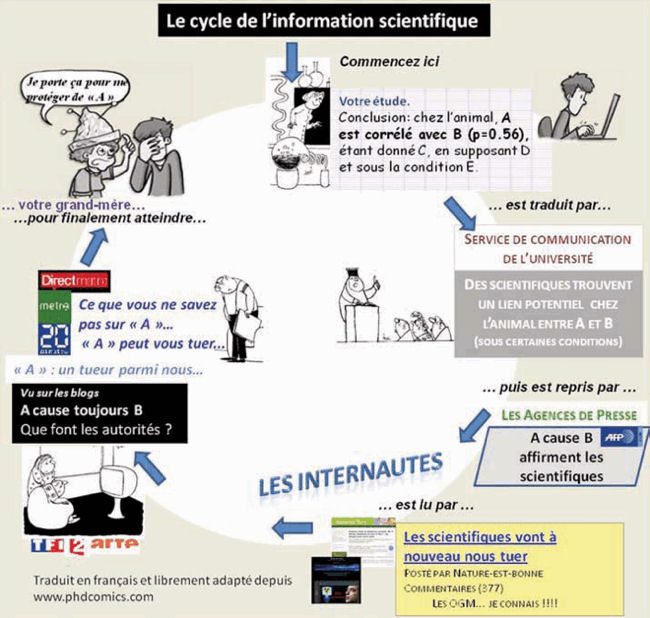 Le cycle de l'information scientifique
Commencez ici
Votre étude.
Conclusion: chez l'animal, A
est corrélé avec B (p=0.56),
étant donné C, en supposant D
et sous la condition E.
... est traduit par...
SERVICE DE COMMUNICATION
DE L'UNIVERSITÉ
DES SCIENTIFIQUES TROUVENT
UN LIEN POTENTIEL CHEZ
L'ANIMAL ENTRE A ET B
(SOUS CERTAINES CONDITIONS)
... puis est repris par ...
LES AGENCES DE PRESSE
A cause B
AFP
affirment les
scientifiques
... est lu par ...
LES INTERNAUTES
Les scientifiques vont à
nouveau nous tuer
POSTÉ PAR NATURE-EST-BONNE
COMMENTAIRES (377)
LES OGM... JE CONNAIS !!!!
TF1 2 arte
Vu sur les blogs
A cause toujours B
Que font les autorités ?
Direct
metro
20
Ce que vous ne savez
pas sur « A »...
« A » peut vous tuer...
« A » : un tueur parmi nous...
...pour finalement atteindre...
... votre grand-mère...
Je porte ça pour me
protéger de « A »
Traduit en français et librement adapté depuis
www.phdcomics.com